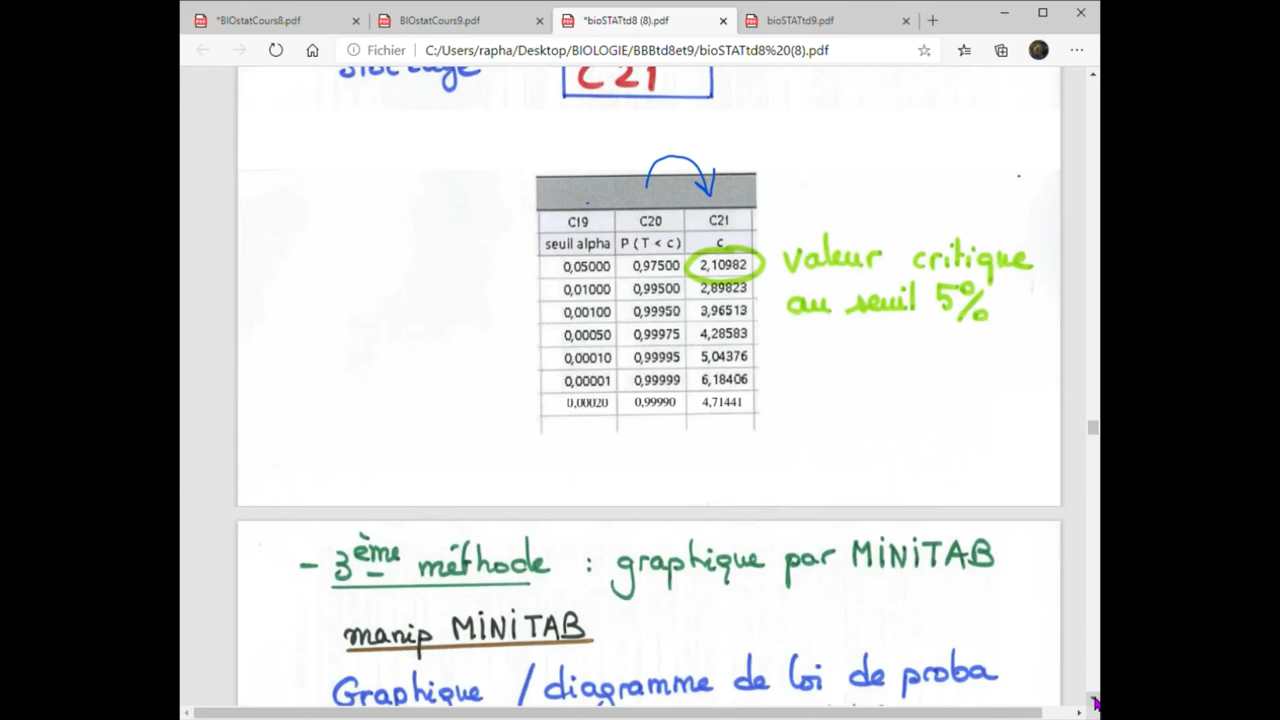 *BIOstatCours8.pdf
BIOstatCours9.pdf
*bioSTATtd8 (8).pdf
bioSTATtd9.pdf
Fichier
C:/Users/rapha/Desktop/BIOLOGIE/BBBtd8et9/bioSTATtd8%20(8).pdf
C21
C19 C20 C21
seuil alpha P ( T < c ) c
0,05000 0,97500 2,10982
0,01000 0,99500 2,89823
0,00100 0,99950 3,96513
0,00050 0,99975 4,28583
0,00010 0,99995 5,04376
0,00001 0,99999 6,18406
0,00020 0,99990 4,71441
valeur critique
au seuil 5%
- 3ème méthode : graphique par MINITAB
manip MINITAB
Graphique / diagramme de loi de proba